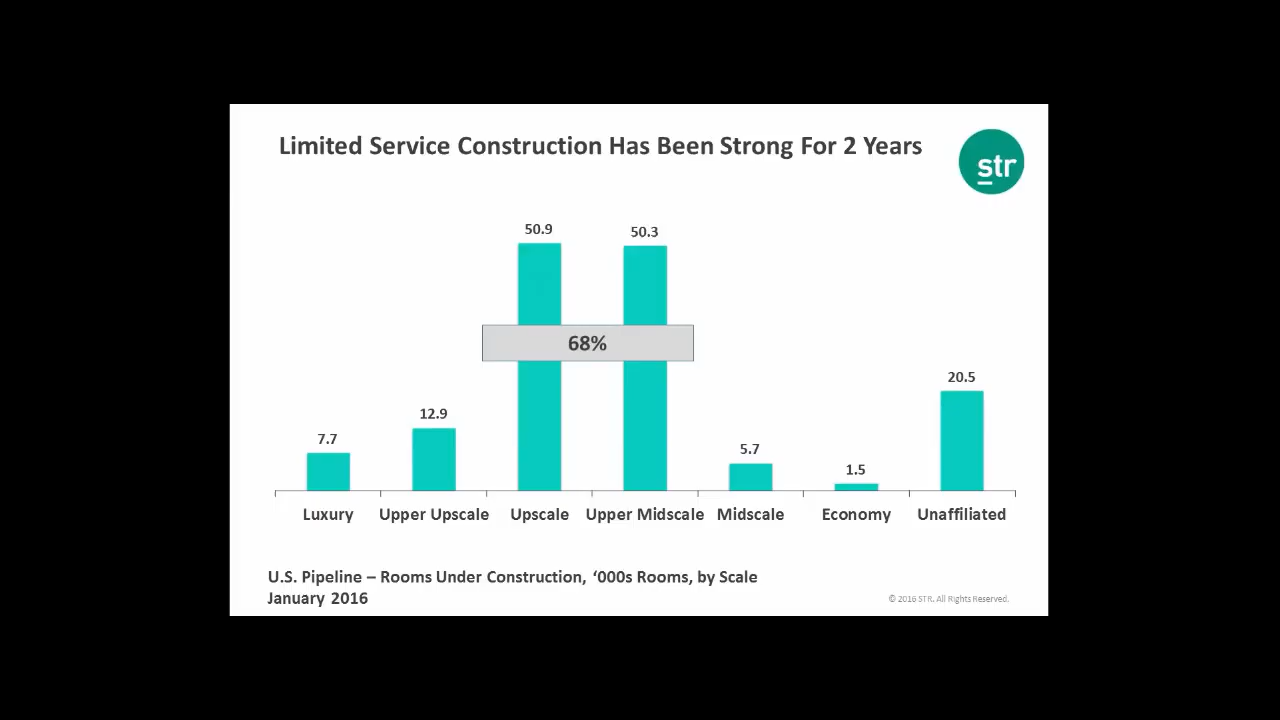 Limited Service Construction Has Been Strong For 2 Years
str
50.9
50.3
68%
20.5
12.9
7.7
5.7
1.5
Luxury Upper Upscale Upscale Upper Midscale Midscale Economy Unaffiliated
U.S. Pipeline – Rooms Under Construction, ‘000s Rooms, by Scale
January 2016
© 2016 STR. All Rights Reserved.